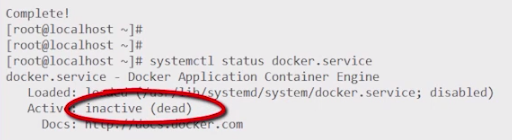 Complete!
[root@localhost ~]#
[root@localhost ~]#
[root@localhost ~]# systemctl status docker.service
docker.service - Docker Application Container Engine
Loaded: loaded (/usr/lib/systemd/system/docker.service; disabled)
Active: inactive (dead)
Docs: http://docs.docker.com